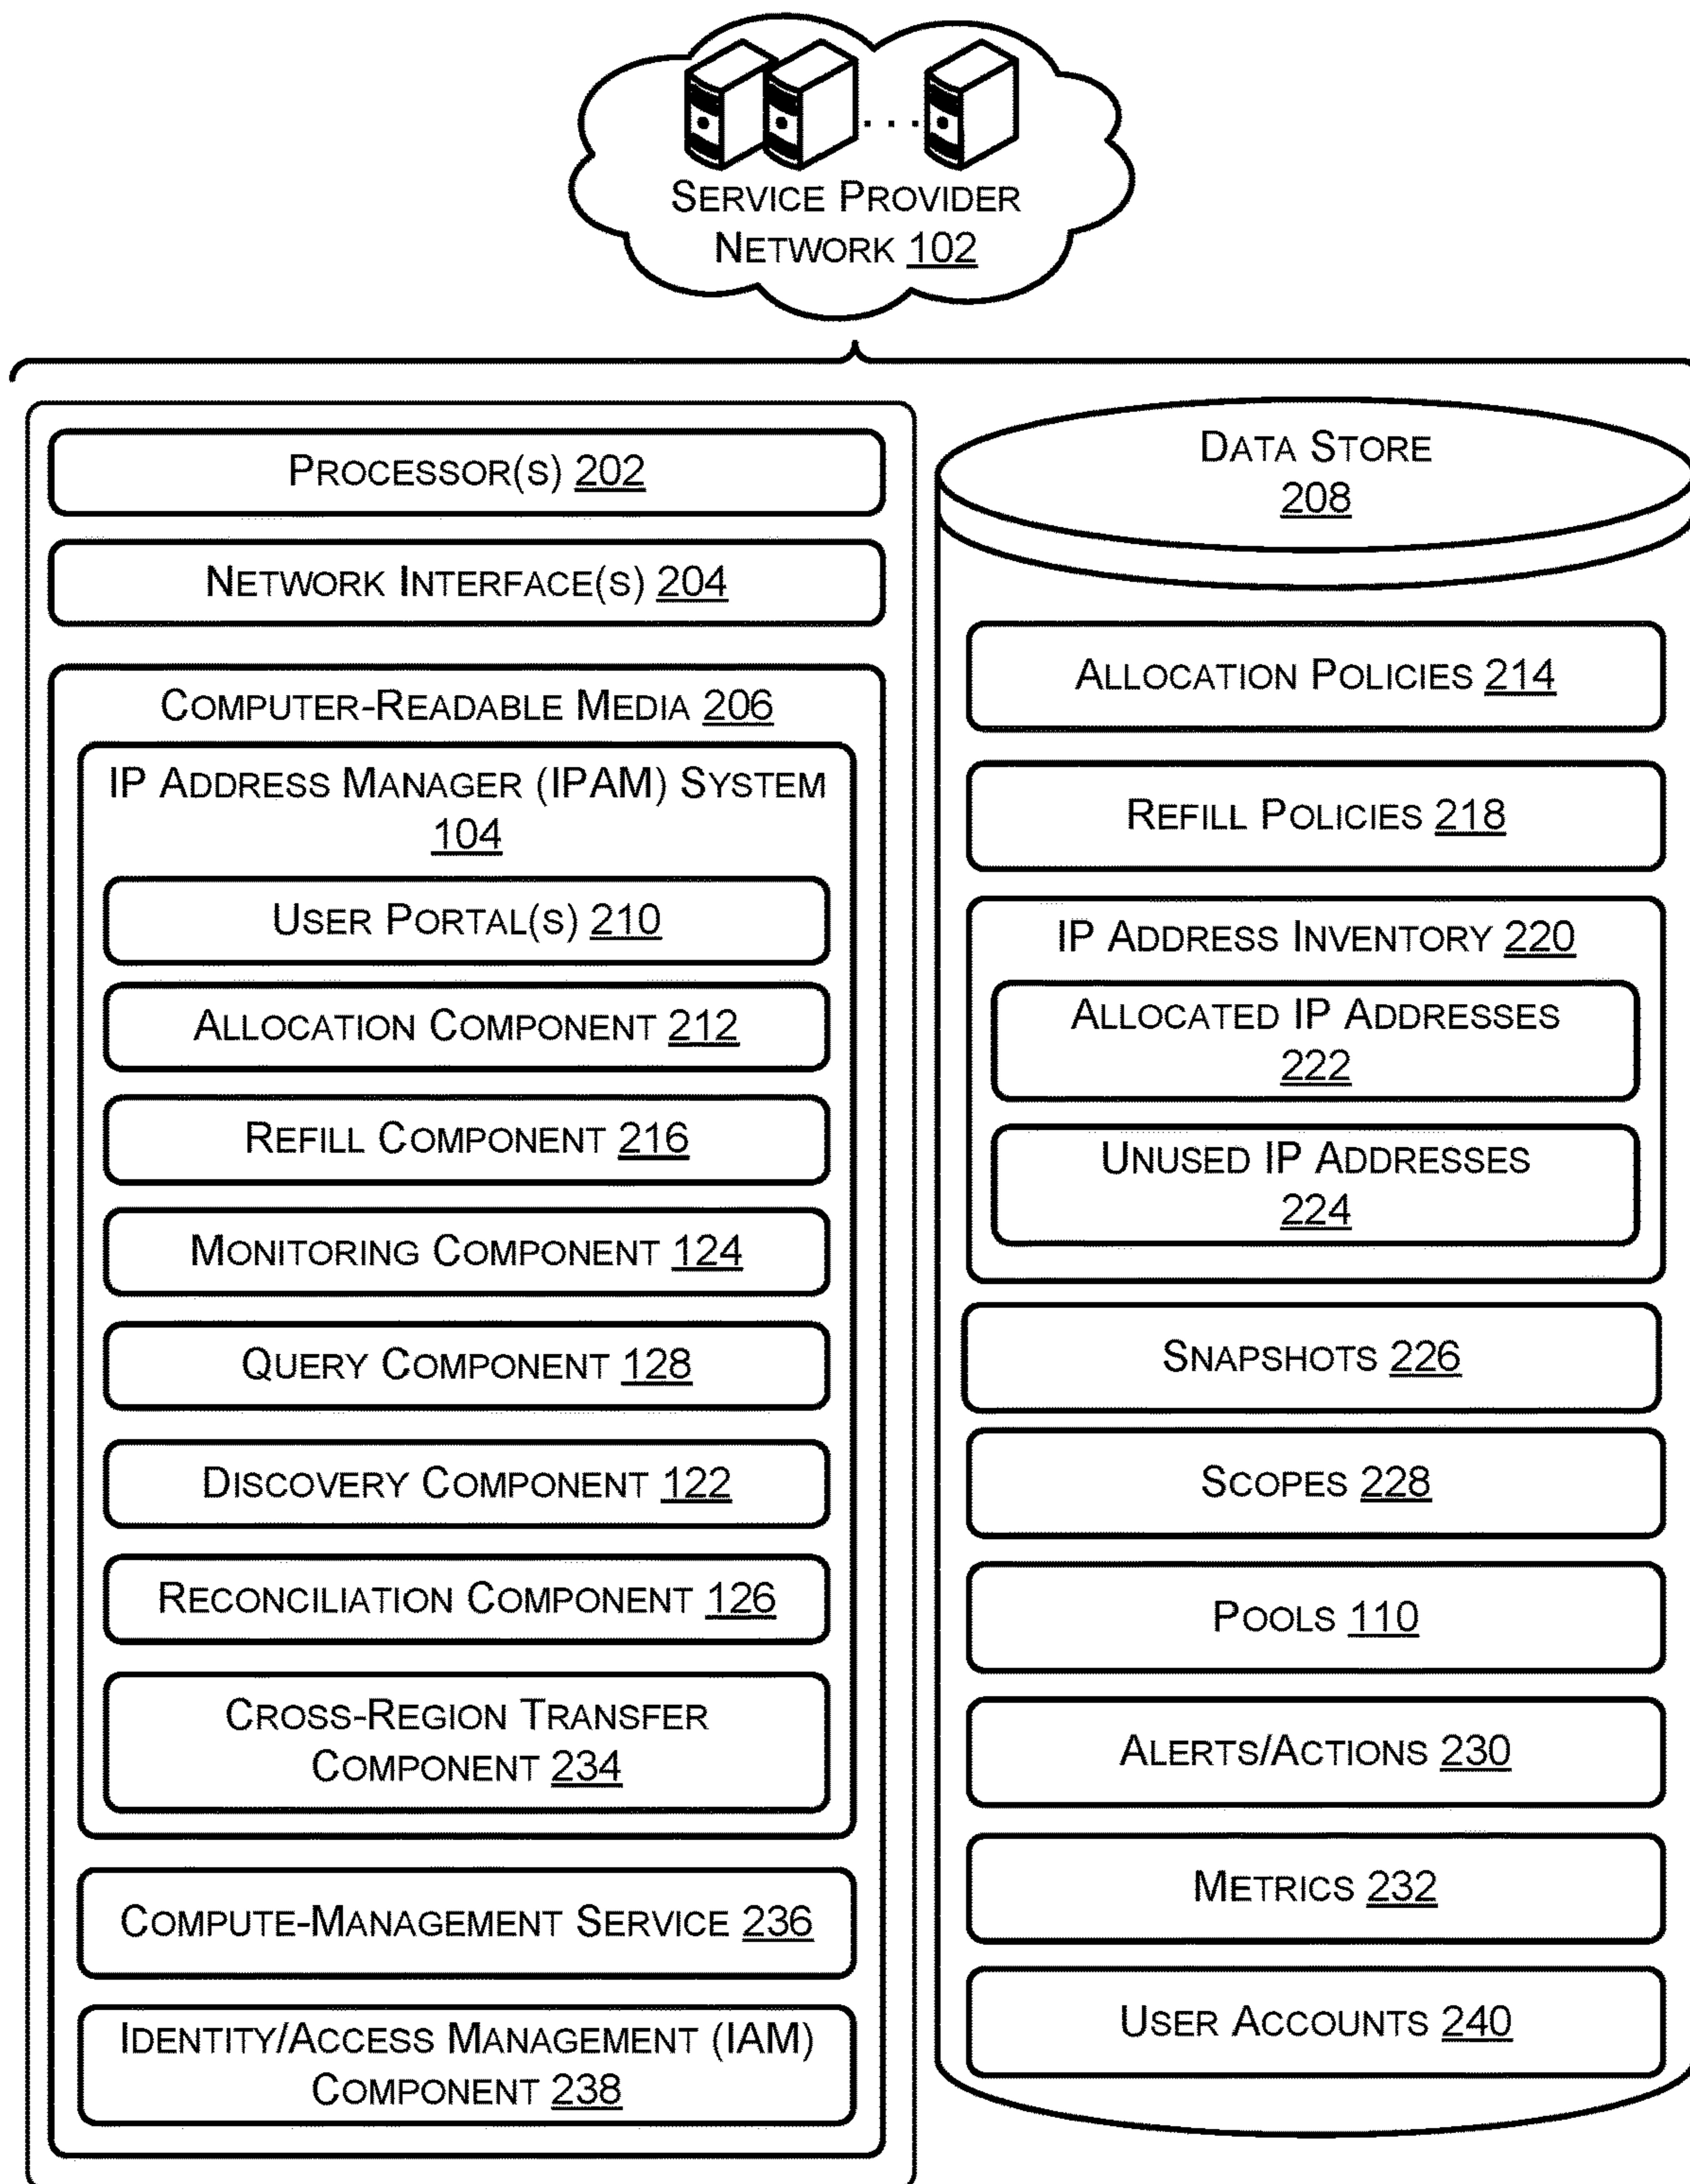 SERVICE PROVIDER
NETWORK 102
PROCESSOR(S) 202
NETWORK INTERFACE(S) 204
COMPUTER-READABLE MEDIA 206
IP ADDRESS MANAGER (IPAM) SYSTEM
104
USER PORTAL(S) 210
ALLOCATION COMPONENT 212
REFILL COMPONENT 216
MONITORING COMPONENT 124
QUERY COMPONENT 128
DISCOVERY COMPONENT 122
RECONCILIATION COMPONENT 126
CROSS-REGION TRANSFER
COMPONENT 234
COMPUTE-MANAGEMENT SERVICE 236
IDENTITY/ACCESS MANAGEMENT (IAM)
COMPONENT 238
DATA STORE
208
ALLOCATION POLICIES 214
REFILL POLICIES 218
IP ADDRESS INVENTORY 220
ALLOCATED IP ADDRESSES
222
UNUSED IP ADDRESSES
224
SNAPSHOTS 226
SCOPES 228
POOLS 110
ALERTS/ACTIONS 230
METRICS 232
USER ACCOUNTS 240